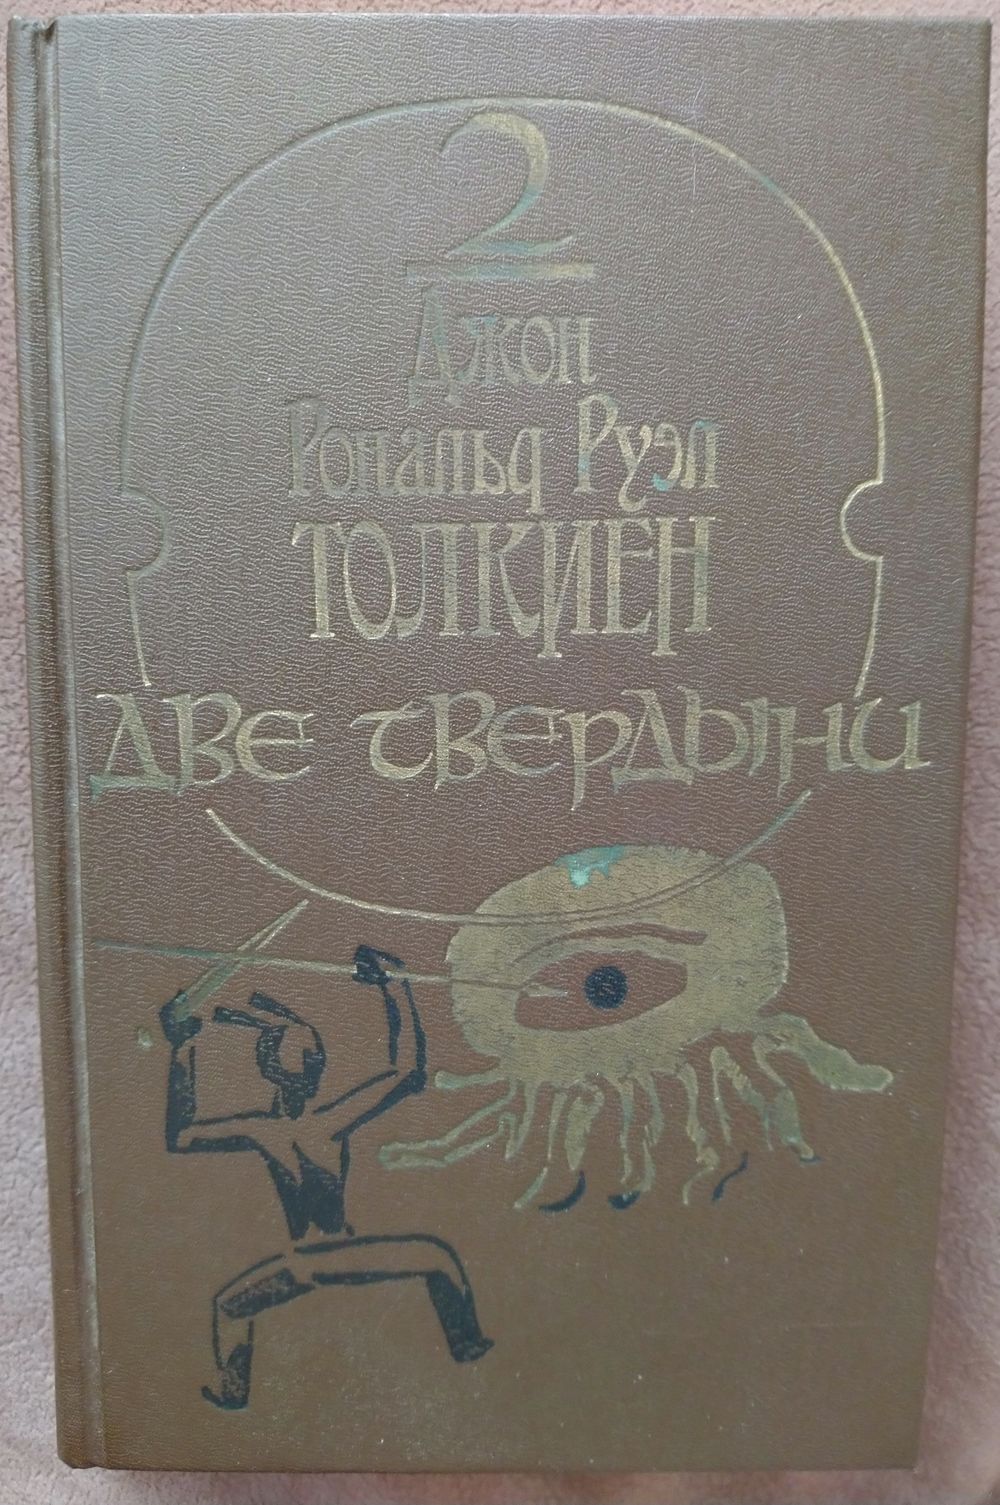 2
Джон
Рональд Руэл
ТОЛКИЕН
ДВЕ ТВЕРДЫНИ